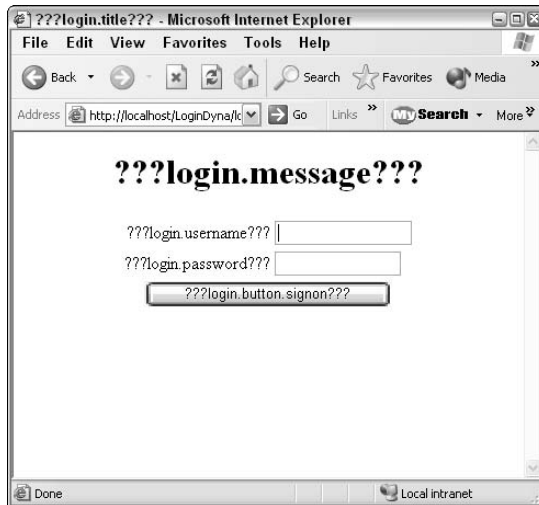 ???login.title??? - Microsoft Internet Explorer
File Edit View Favorites Tools Help
Back Search Favorites Media »
Address http://localhost/LoginDyna/lo Go Links » MySearch More »
???login.message???
???login.username???
???login.password???
???login.button.signon???
Done Local intranet